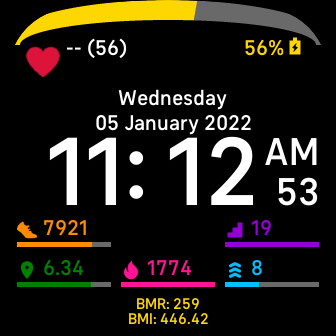 -- (56) 56%
Wednesday
05 January 2022
11:12 AM
53
7921 19
6.34 1774 8
BMR: 259
BMI: 446.42